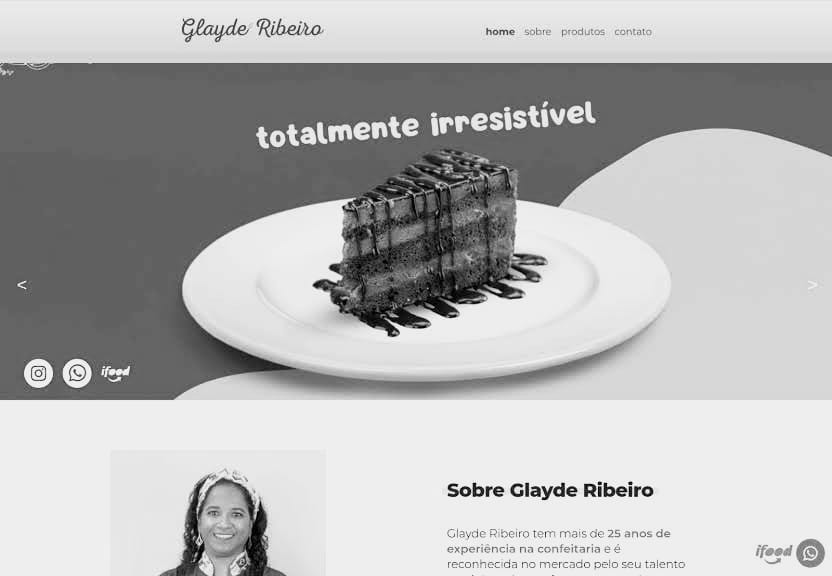 Glayde Ribeiro
home sobre produtos contato
totalmente irresistível
<
>
ifood
Sobre Glayde Ribeiro
Glayde Ribeiro tem mais de 25 anos de
experiência na confeitaria e é
reconhecida no mercado pelo seu talento
ifood